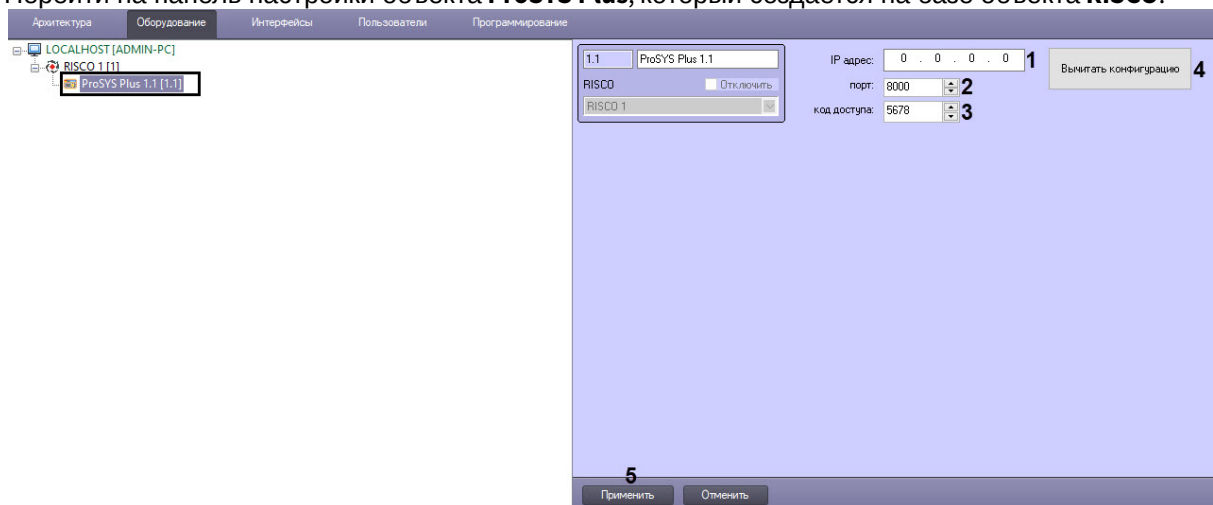 Перейти на панель настройки объекта ProSYS Plus, который создается на базе объекта RISCO.
Архитектура Оборудование Интерфейсы Пользователи Программирование
LOCALHOST [ADMIN-PC]
RISCO 1 [1]
ProSYS Plus 1.1 [1.1]
1.1 ProSYS Plus 1.1
RISCO Отключить
RISCO 1
IP адрес: 0 . 0 . 0 . 0 1
порт: 8000 2
код доступа: 5678 3
Вычитать конфигурацию 4
5
Применить Отменить